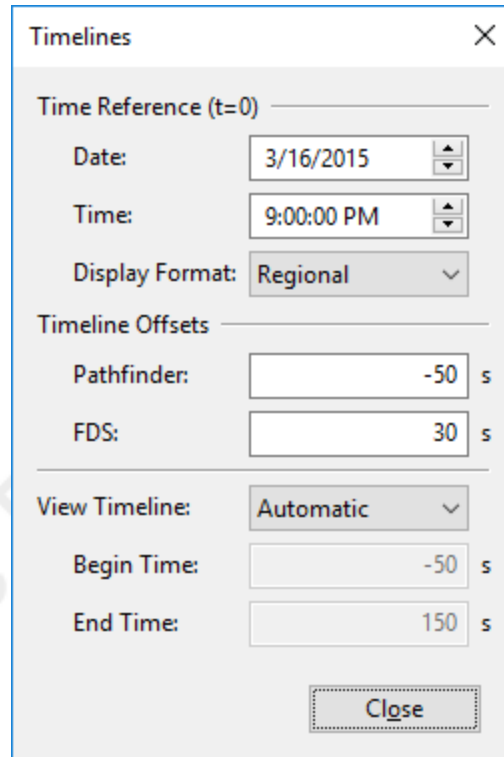 Timelines
Time Reference (t=0)
Date: 3/16/2015
Time: 9:00:00 PM
Display Format: Regional
Timeline Offsets
Pathfinder: -50 s
FDS: 30 s
View Timeline: Automatic
Begin Time: -50 s
End Time: 150 s
Close